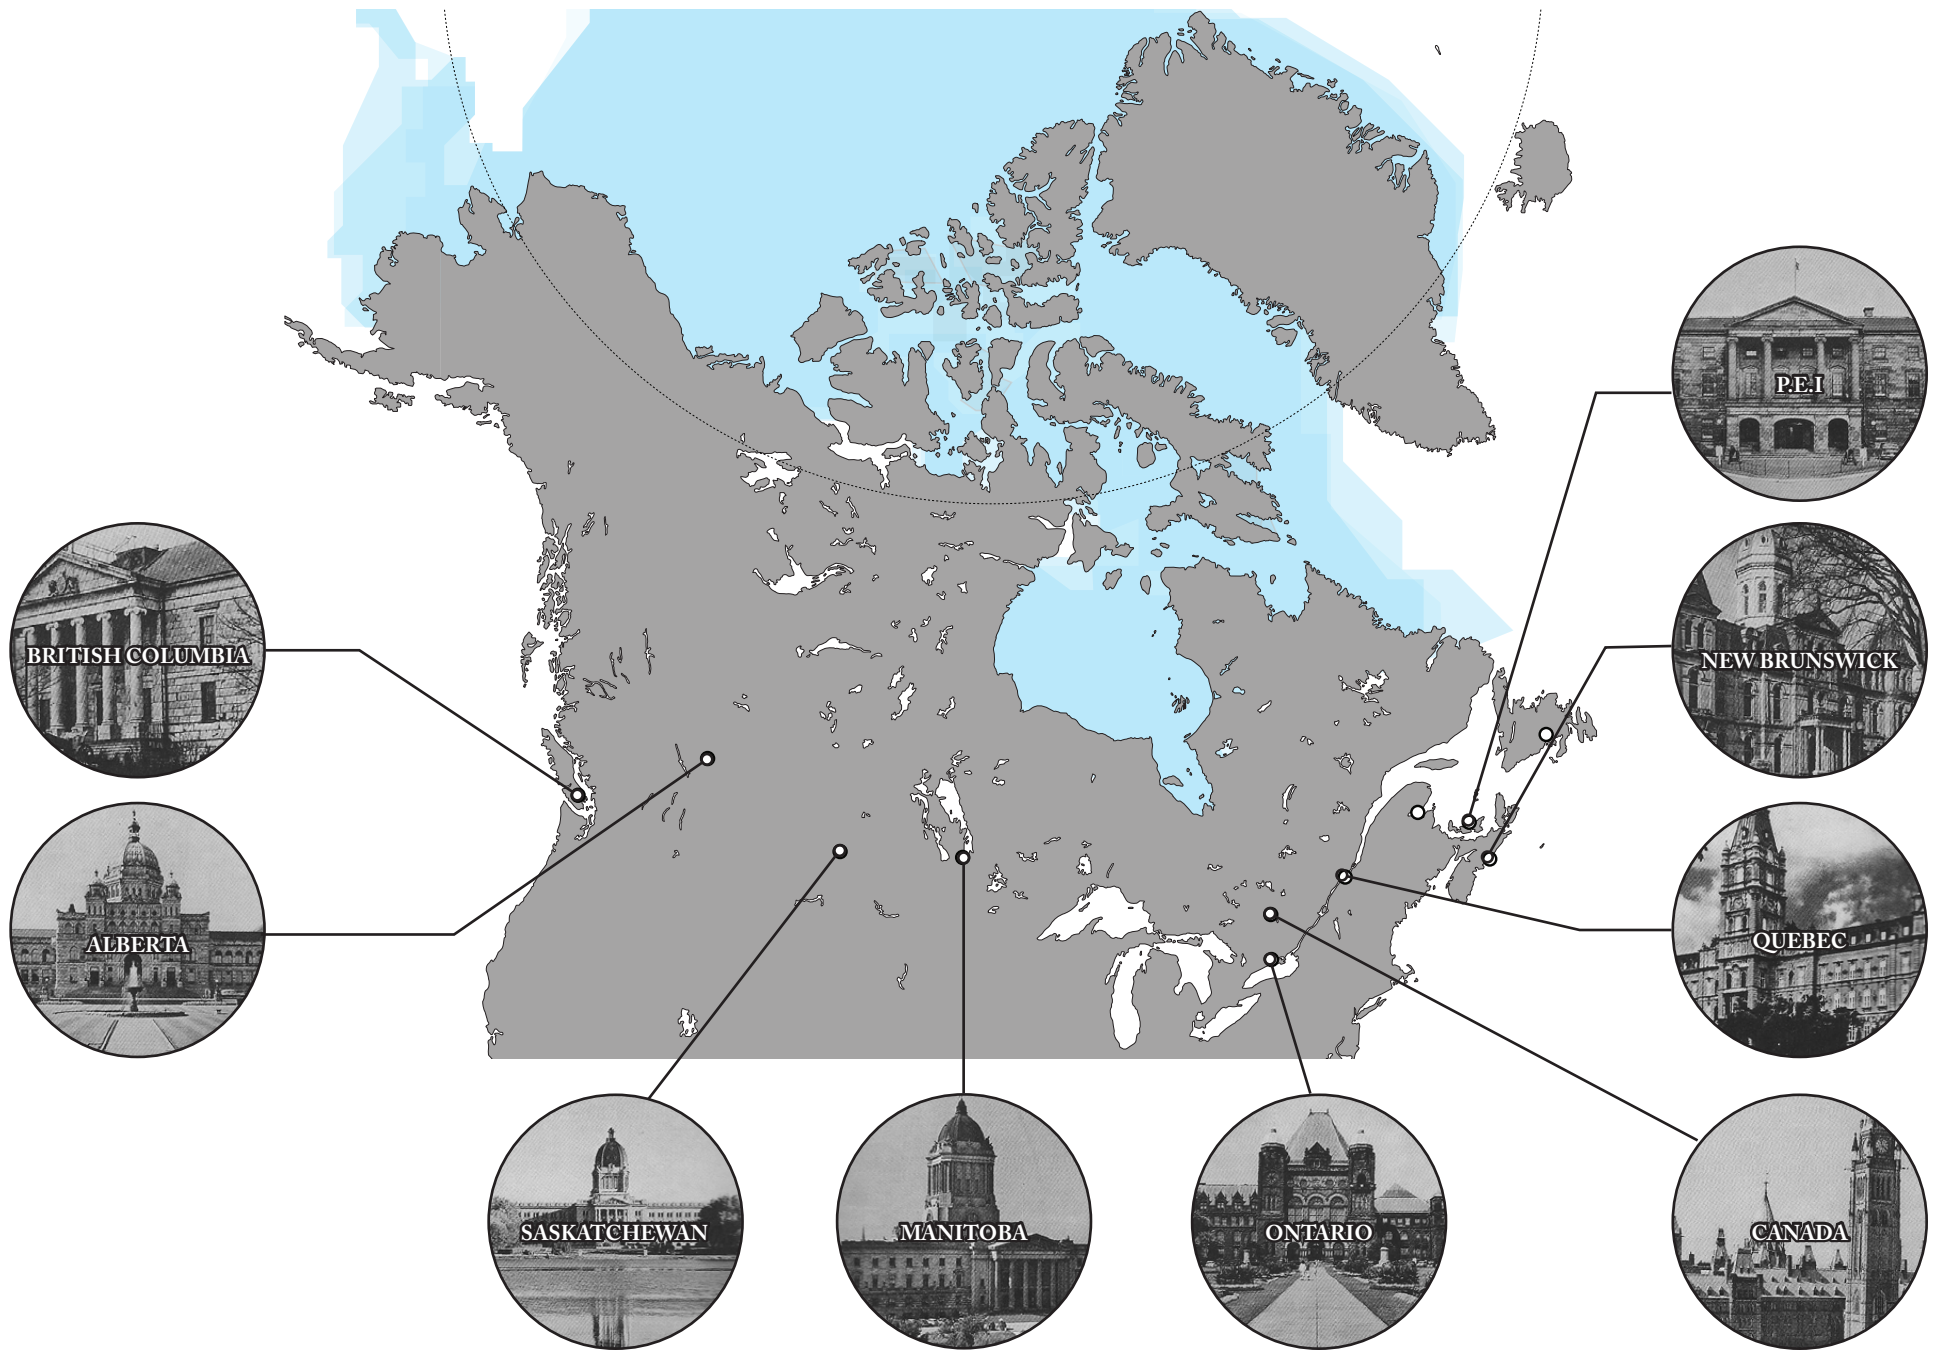 P.E.I
BRITISH COLUMBIA
NEW BRUNSWICK
ALBERTA
QUEBEC
SASKATCHEWAN
MANITOBA
ONTARIO
CANADA